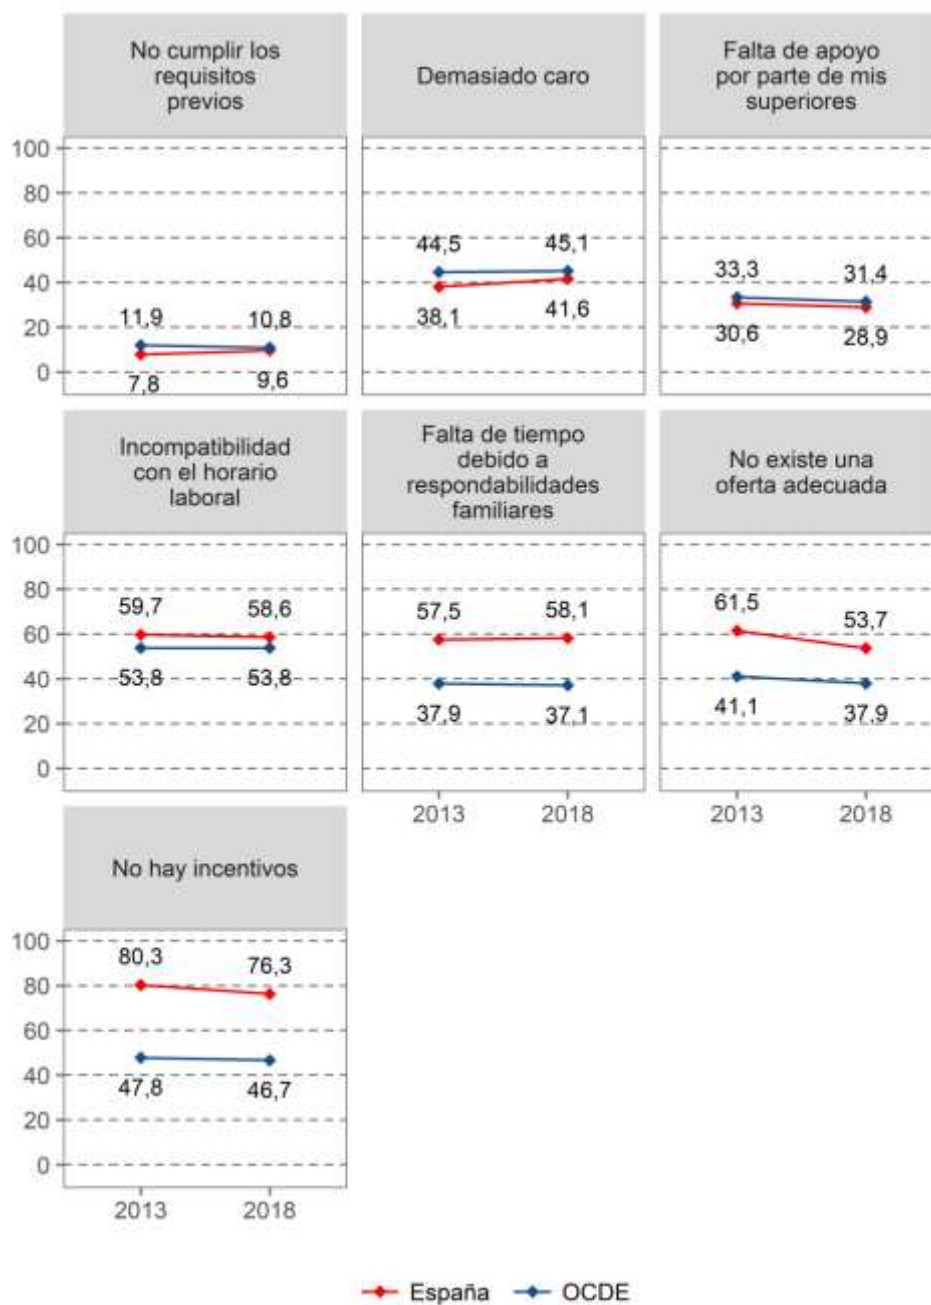 No cumplir los
requisitos
previos
Demasiado caro
Falta de apoyo
por parte de mis
superiores
100
80
60
40
20
0
11,9
10,8
7,8
9,6
44,5
45,1
38,1
41,6
33,3
31,4
30,6
28,9
Incompatibilidad
con el horario
laboral
Falta de tiempo
debido a
respondabilidades
familiares
No existe una
oferta adecuada
100
80
60
40
20
0
59,7
58,6
53,8
53,8
57,5
58,1
37,9
37,1
61,5
53,7
41,1
37,9
2013
2018
2013
2018
No hay incentivos
100
80
60
40
20
0
80,3
76,3
47,8
46,7
2013
2018
España
OCDE